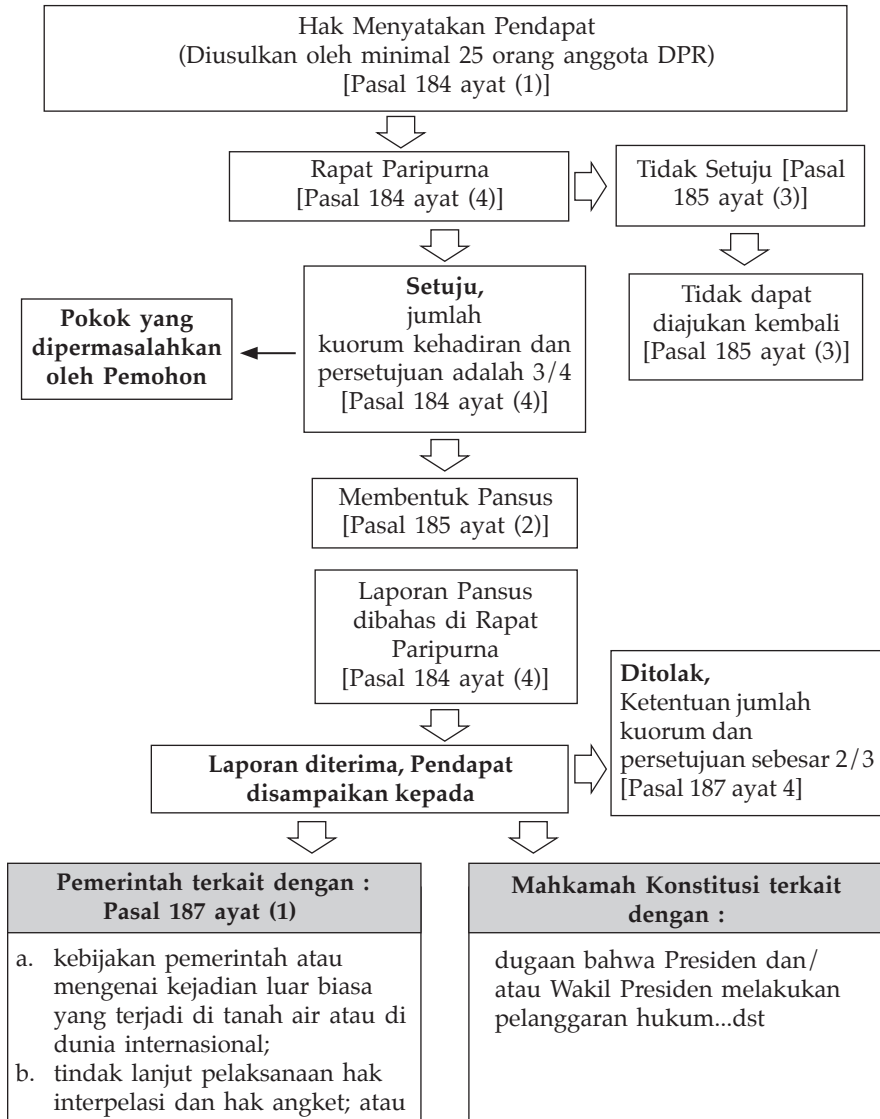 Hak Menyatakan Pendapat
(Diusulkan oleh minimal 25 orang anggota DPR)
[Pasal 184 ayat (1)]
Rapat Paripurna
[Pasal 184 ayat (4)]
Tidak Setuju [Pasal
185 ayat (3)]
Setuju,
jumlah
kuorum kehadiran dan
persetujuan adalah 3/4
[Pasal 184 ayat (4)]
Pokok yang
dipermasalahkan
oleh Pemohon
Tidak dapat
diajukan kembali
[Pasal 185 ayat (3)]
Membentuk Pansus
[Pasal 185 ayat (2)]
Laporan Pansus
dibahas di Rapat
Paripurna
[Pasal 184 ayat (4)]
Laporan diterima, Pendapat
disampaikan kepada
Ditolak,
Ketentuan jumlah
kuorum dan
persetujuan sebesar 2/3
[Pasal 187 ayat 4]
Pemerintah terkait dengan :
Pasal 187 ayat (1)
a. kebijakan pemerintah atau
mengenai kejadian luar biasa
yang terjadi di tanah air atau di
dunia internasional;
b. tindak lanjut pelaksanaan hak
interpelasi dan hak angket; atau
Mahkamah Konstitusi terkait
dengan :
dugaan bahwa Presiden dan/
atau Wakil Presiden melakukan
pelanggaran hukum...dst